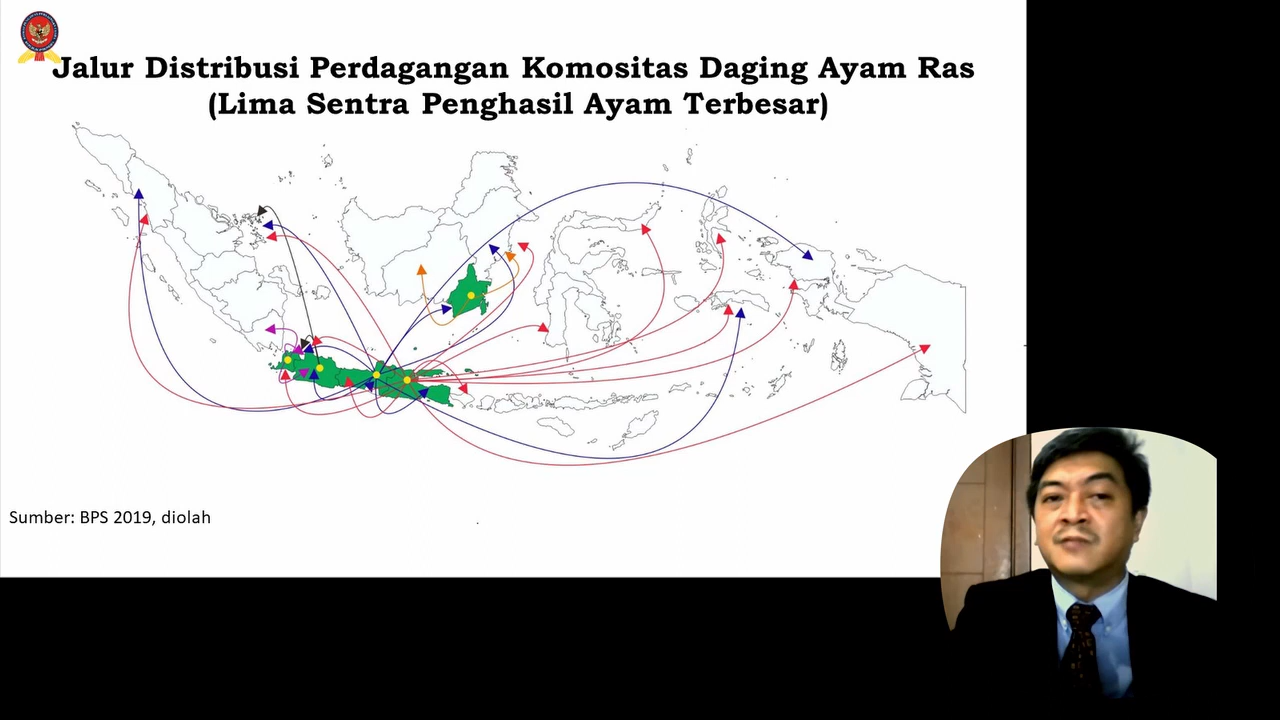 Jalur Distribusi Perdagangan Komositas Daging Ayam Ras
(Lima Sentra Penghasil Ayam Terbesar)
Sumber: BPS 2019, diolah